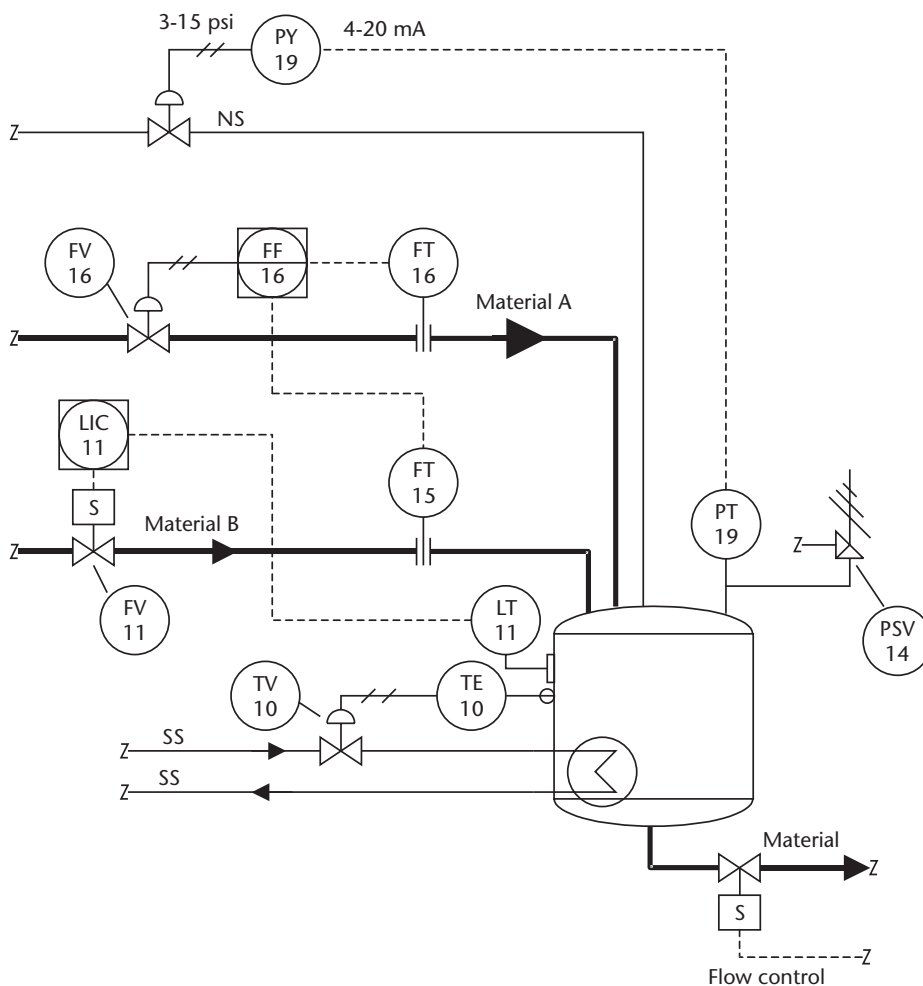 3-15 psi
PY
19
4-20 mA
NS
FV
16
FF
16
FT
16
Material A
LIC
11
S
Material B
FT
15
FV
11
LT
11
PT
19
PSV
14
TV
10
TE
10
SS
SS
Material
S
Flow control